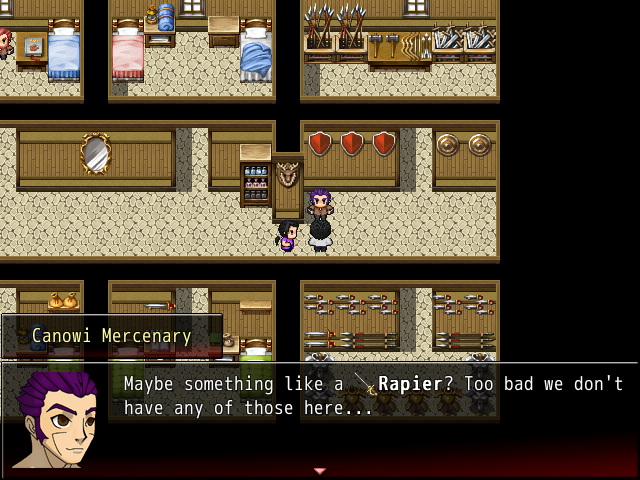 Canowi Mercenary
Maybe something like a Rapier? Too bad we don't
have any of those here...